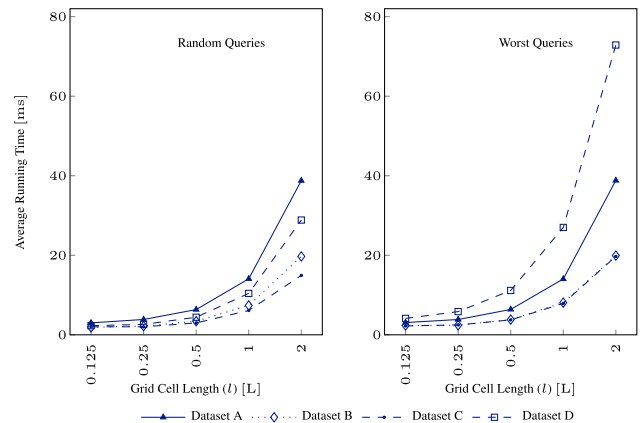 Average Running Time [ms]
Random Queries
80
60
40
20
0
0.125 0.25 0.5 1 2
Grid Cell Length (l) [L]
Worst Queries
80
60
40
20
0
0.125 0.25 0.5 1 2
Grid Cell Length (l) [L]
Dataset A Dataset B Dataset C Dataset D